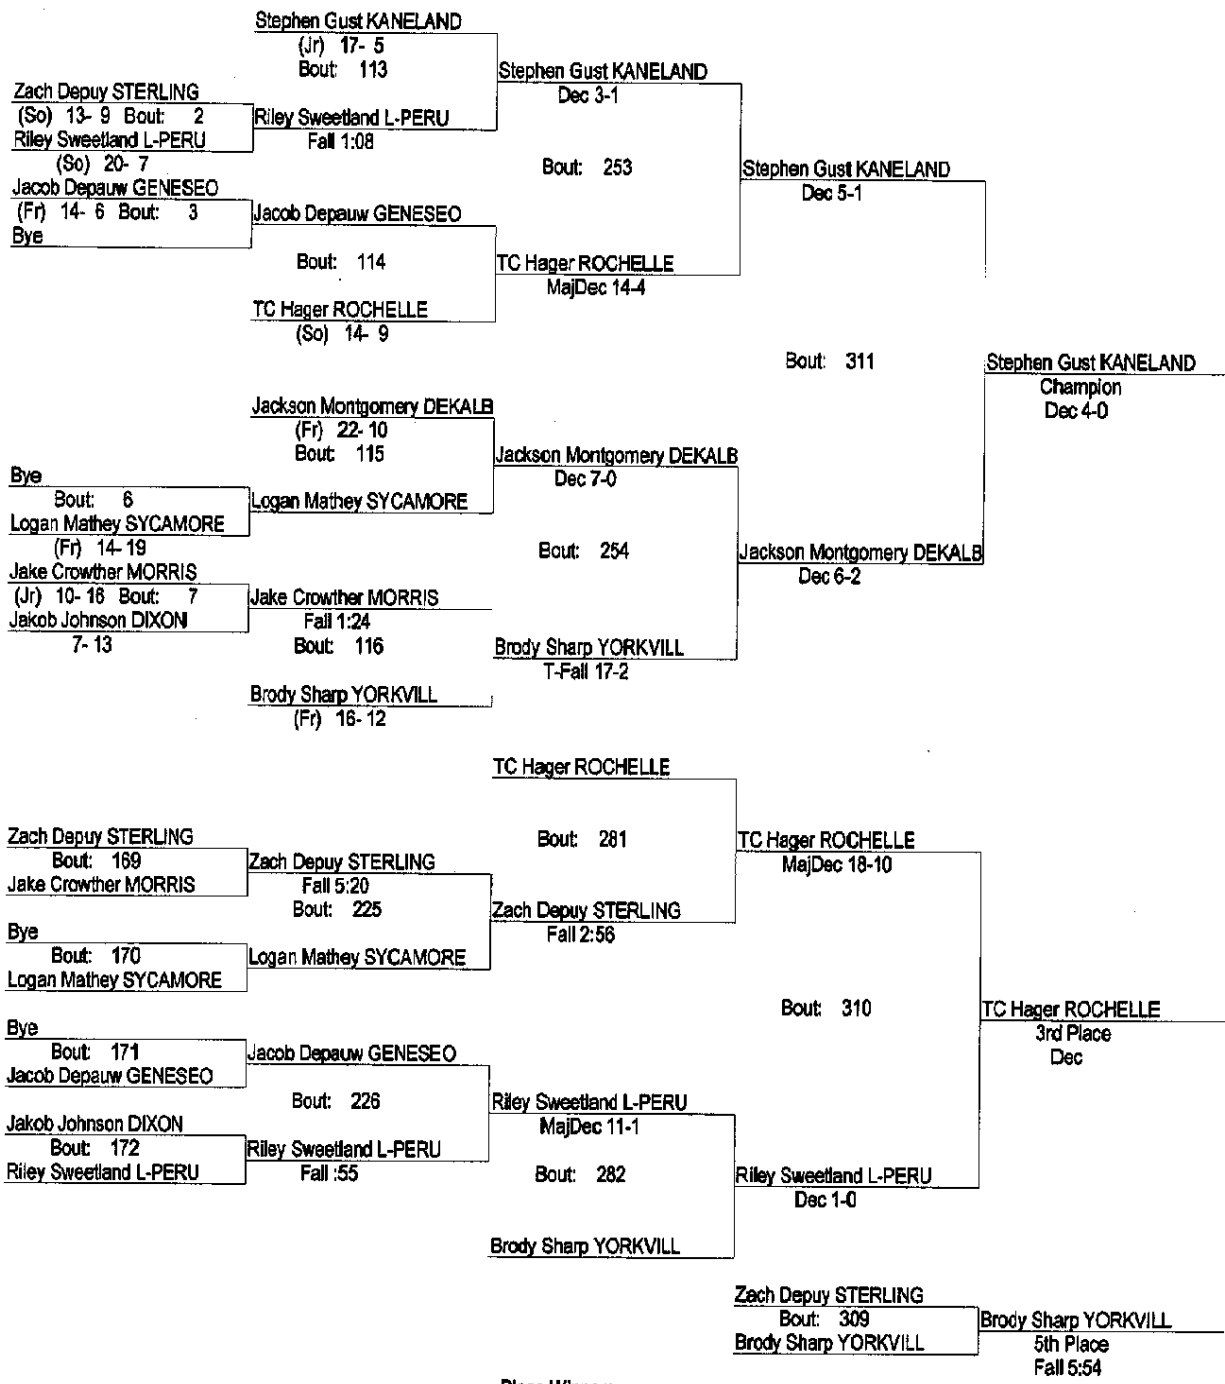 Stephen Gust KANELAND
(Jr) 17- 5
Bout: 113
Stephen Gust KANELAND
Dec 3-1
Zach Depuy STERLING
(So) 13- 9 Bout: 2
Riley Sweetland L-PERU
Riley Sweetland L-PERU
Fall 1:08
(So) 20- 7
Bout: 253
Stephen Gust KANELAND
Dec 5-1
Jacob Depauw GENESEO
(Fr) 14- 6 Bout: 3
Bye
Jacob Depauw GENESEO
Bout: 114
TC Hager ROCHELLE
MajDec 14-4
TC Hager ROCHELLE
(So) 14- 9
Bout: 311
Stephen Gust KANELAND
Champion
Dec 4-0
Jackson Montgomery DEKALB
(Fr) 22- 10
Bout: 115
Jackson Montgomery DEKALB
Dec 7-0
Bye
Bout: 6
Logan Mathey SYCAMORE
Logan Mathey SYCAMORE
(Fr) 14- 19
Bout: 254
Jackson Montgomery DEKALB
Dec 6-2
Jake Crowther MORRIS
(Jr) 10- 16 Bout: 7
Jakob Johnson DIXON
7- 13
Jake Crowther MORRIS
Fall 1:24
Bout: 116
Brody Sharp YORKVILL
T-Fall 17-2
Brody Sharp YORKVILL
(Fr) 16- 12
TC Hager ROCHELLE
Bout: 281
TC Hager ROCHELLE
MajDec 18-10
Zach Depuy STERLING
Bout: 169
Jake Crowther MORRIS
Zach Depuy STERLING
Fall 5:20
Bout: 225
Zach Depuy STERLING
Fall 2:56
Bye
Bout: 170
Logan Mathey SYCAMORE
Logan Mathey SYCAMORE
Bout: 310
TC Hager ROCHELLE
3rd Place
Dec
Bye
Bout: 171
Jacob Depauw GENESEO
Jacob Depauw GENESEO
Bout: 226
Riley Sweetland L-PERU
MajDec 11-1
Jakob Johnson DIXON
Bout: 172
Riley Sweetland L-PERU
Riley Sweetland L-PERU
Fall :55
Bout: 282
Riley Sweetland L-PERU
Dec 1-0
Brody Sharp YORKVILL
Zach Depuy STERLING
Bout: 309
Brody Sharp YORKVILL
Brody Sharp YORKVILL
5th Place
Fall 5:54